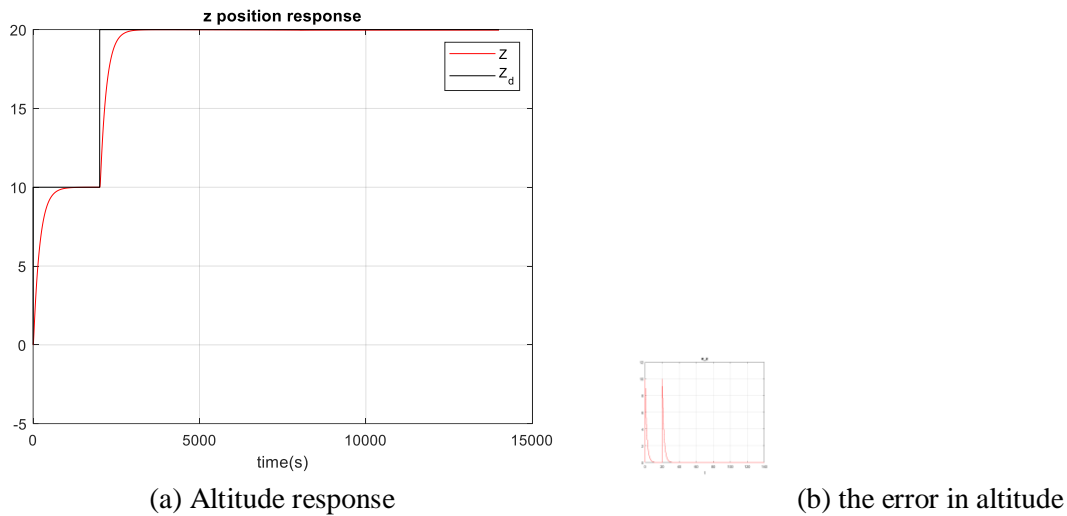 z position response
20
15
10
5
0
-5
0
5000
10000
15000
time(s)
Z
Z_d
(a) Altitude response
(b) the error in altitude